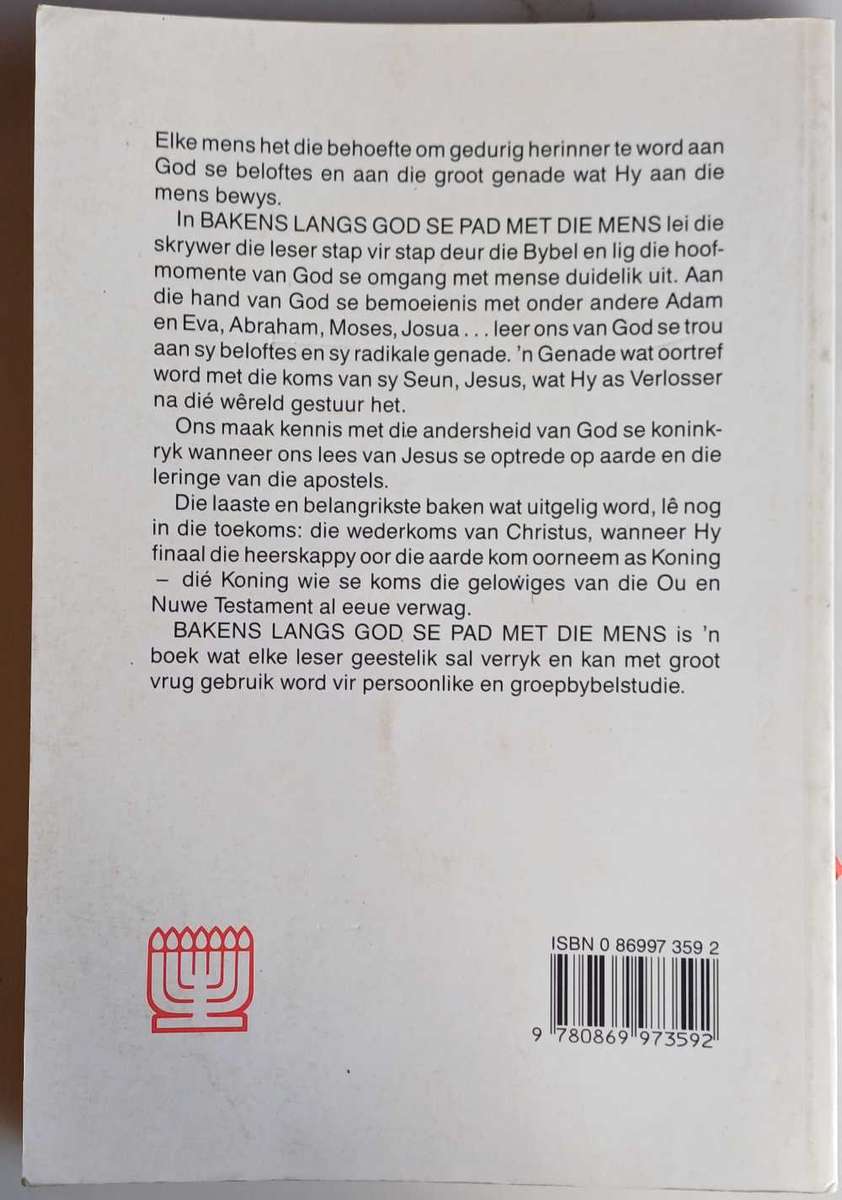 Elke mens het die behoefte om gedurig herinner te word aan
God se beloftes en aan die groot genade wat Hy aan die
mens bewys.
In BAKENS LANGS GOD SE PAD MET DIE MENS lei die
skrywer die leser stap vir stap deur die Bybel en lig die hoof-
momente van God se omgang met mense duidelik uit. Aan
die hand van God se bemoeienis met onder andere Adam
en Eva, Abraham, Moses, Josua . . . leer ons van God se trou
aan sy beloftes en sy radikale genade. 'n Genade wat oortref
word met die koms van sy Seun, Jesus, wat Hy as Verlosser
na dié wêreld gestuur het.
Ons maak kennis met die andersheid van God se konink-
ryk wanneer ons lees van Jesus se optrede op aarde en die
leringe van die apostels.
Die laaste en belangrikste baken wat uitgelig word, lê nog
in die toekoms: die wederkoms van Christus, wanneer Hy
finaal die heerskappy oor die aarde kom oorneem as Koning
– dié Koning wie se koms die gelowiges van die Ou en
Nuwe Testament al eeue verwag.
BAKENS LANGS GOD SE PAD MET DIE MENS is 'n
boek wat elke leser geestelik sal verryk en kan met groot
vrug gebruik word vir persoonlike en groepbybelstudie.
ISBN 0 86997 359 2
9 780869 973592